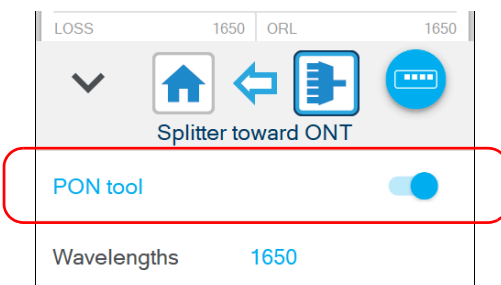 LOSS 1650 ORL 1650
Splitter toward ONT
PON tool
Wavelengths 1650